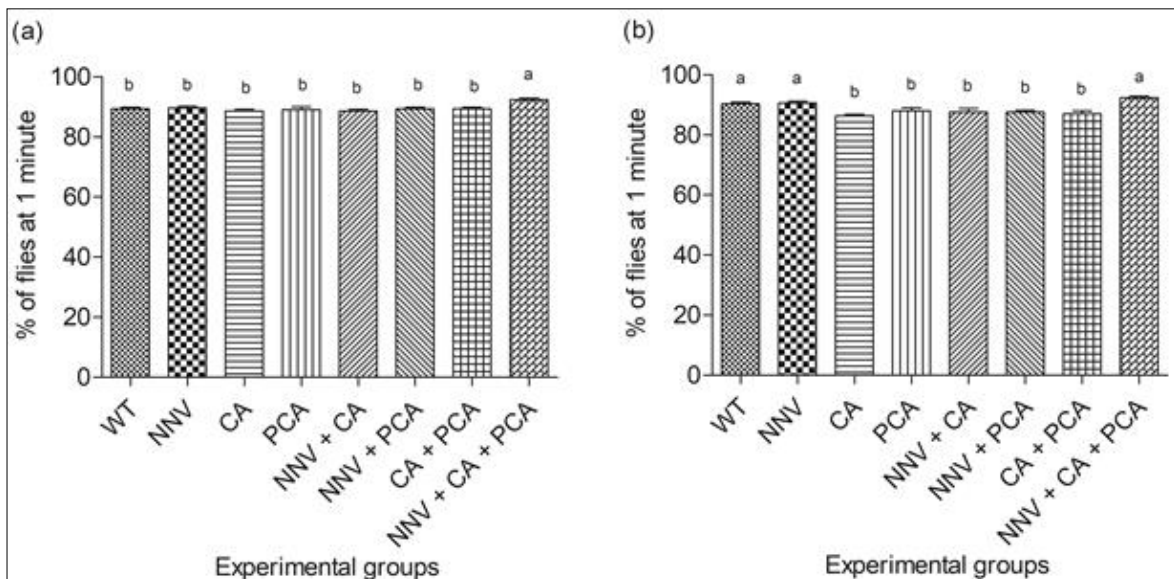 (a)
% of flies at 1 minute
100
80
60
40
20
0
b b b b b b b a
WT
NNV
CA
PCA
NNV + CA
NNV + PCA
CA + PCA
NNV + CA + PCA
Experimental groups
(b)
% of flies at 1 minute
100
80
60
40
20
0
a a b b b b b a
WT
NNV
CA
PCA
NNV + CA
NNV + PCA
CA + PCA
NNV + CA + PCA
Experimental groups